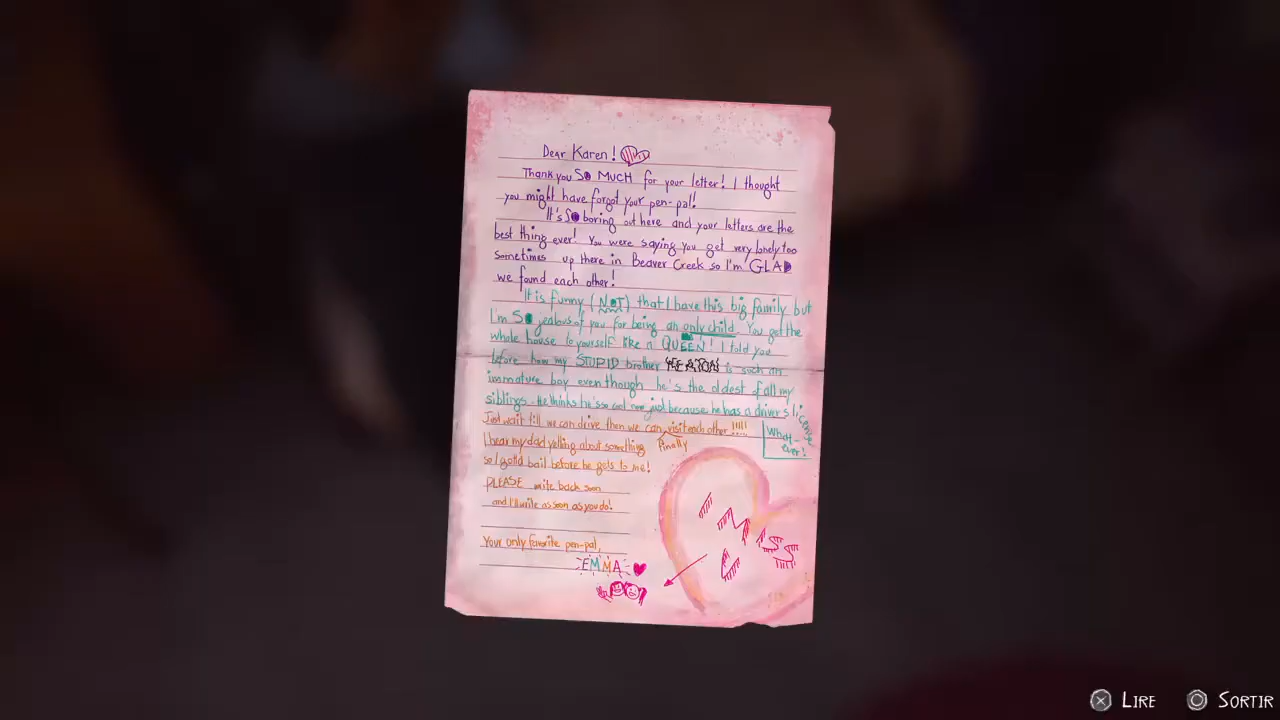 Dear Karen!
Thank you SO MUCH for your letter! I thought
you might have forgot your pen-pal!
It's SO boring out here and your letters are the
best thing ever! You were saying you get very lonely too
sometimes up there in Beaver Creek so I'm GLAD
we found each other!
It is funny (NOT) that I have this big family but
I'm SO jealous of you for being an only child. You get the
whole house to yourself like a QUEEN! I told you
before how my STUPID brother is such an
immature boy even though he's the oldest of all my
siblings. He thinks he's so cool now just because he has a driver's license
What-
ever!
Just wait till we can drive then we can finally visit each other!!!!!
I hear my dad yelling about something
so I gotta bail before he gets to me!
PLEASE write back soon
and I'll write as soon as you do!
Your only favorite pen-pal,
EMMA
I MISS U
LIRE
SORTIR